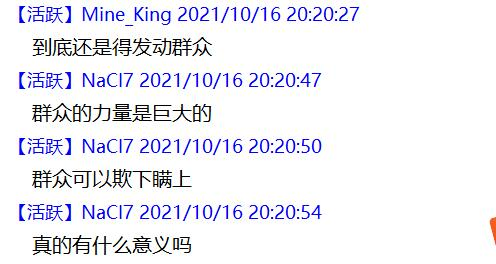 【活跃】Mine_King 2021/10/16 20:20:27
到底还是得发动群众
【活跃】NaCl7 2021/10/16 20:20:47
群众的力量是巨大的
【活跃】NaCl7 2021/10/16 20:20:50
群众可以欺下瞒上
【活跃】NaCl7 2021/10/16 20:20:54
真的有什么意义吗